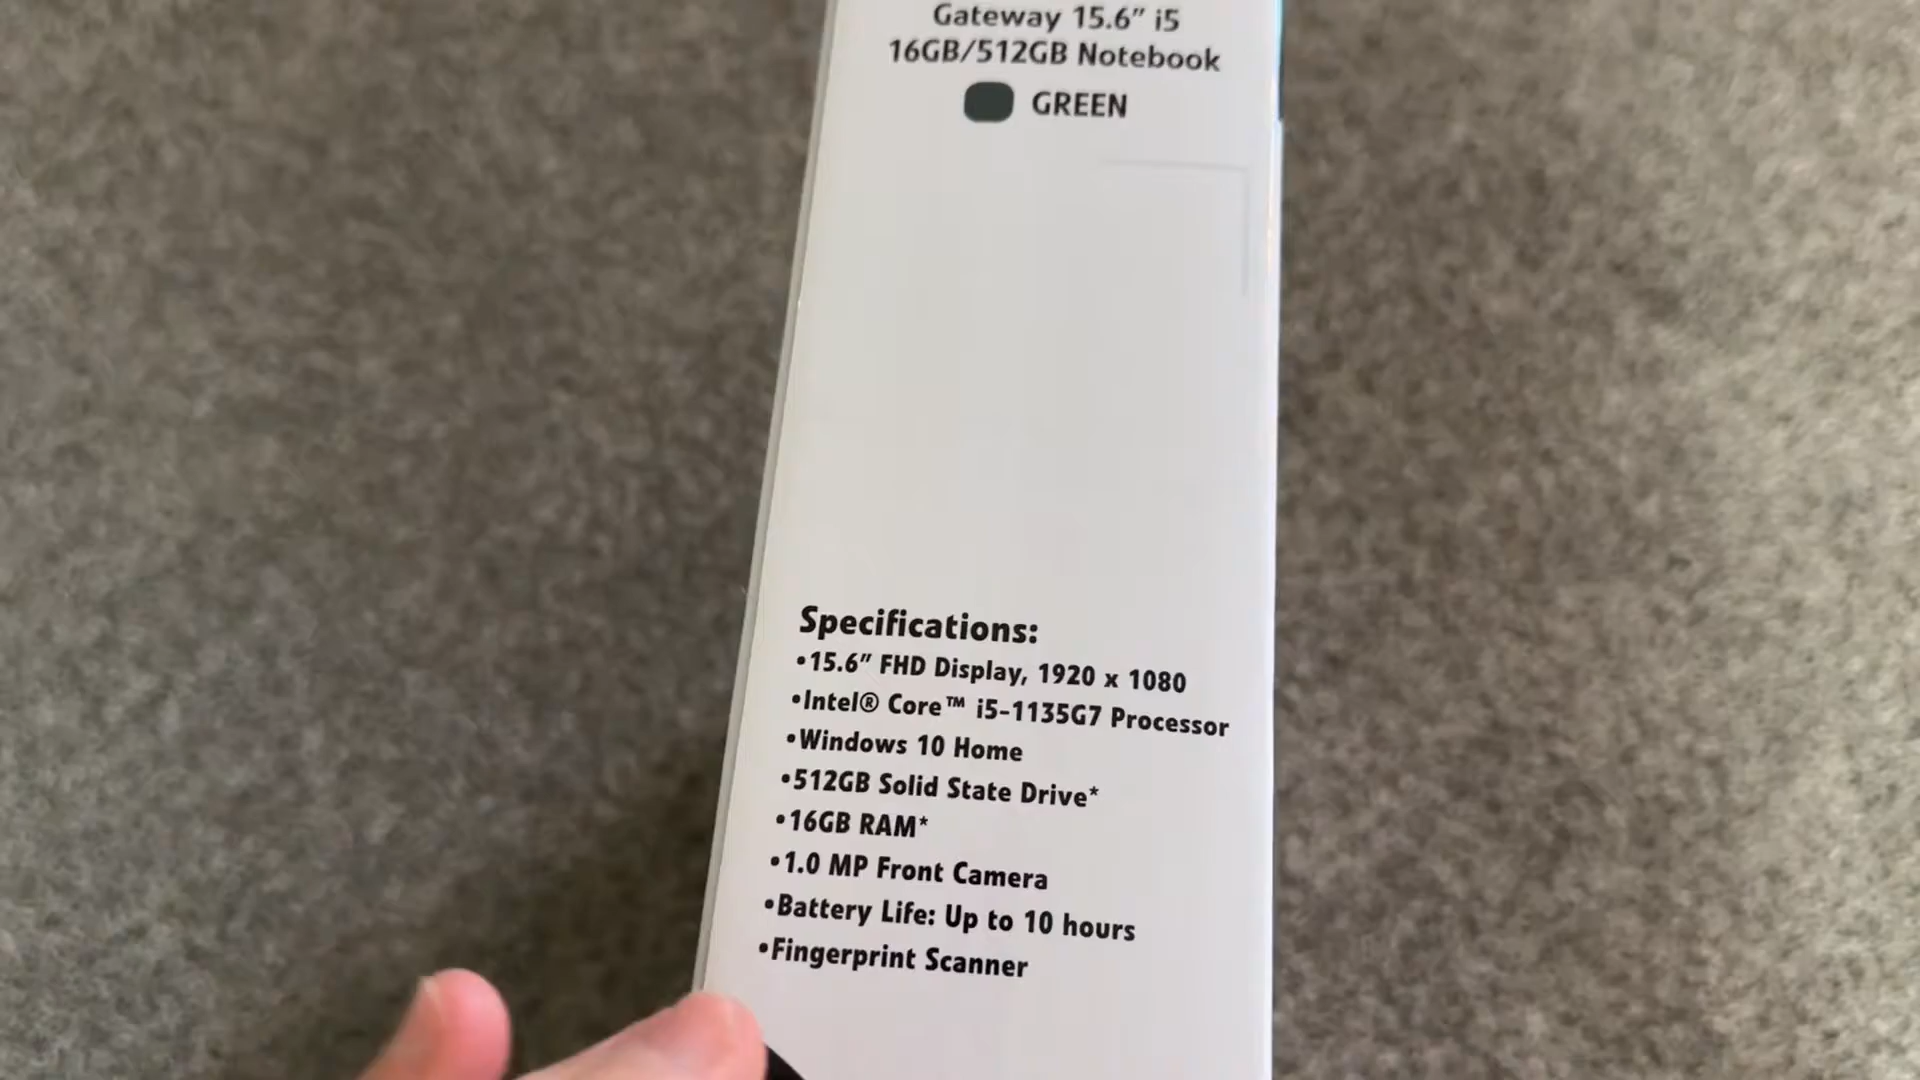 Gateway 15.6” i5
16GB/512GB Notebook
GREEN
Specifications:
•15.6” FHD Display, 1920 x 1080
•Intel® Core™ i5-1135G7 Processor
•Windows 10 Home
•512GB Solid State Drive*
•16GB RAM*
•1.0 MP Front Camera
•Battery Life: Up to 10 hours
•Fingerprint Scanner